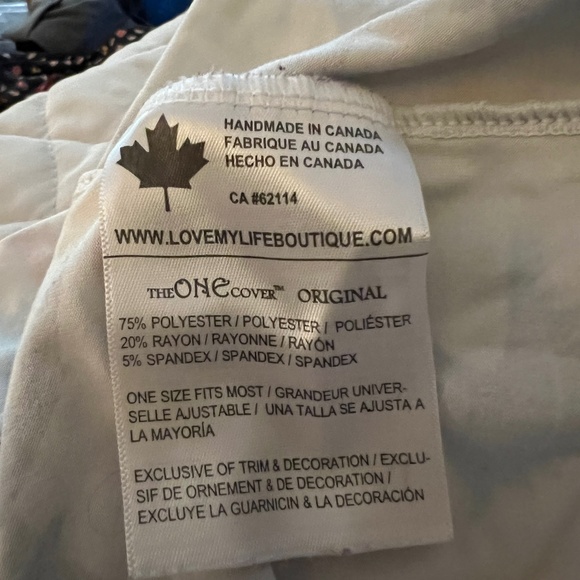 HANDMADE IN CANADA
FABRIQUE AU CANADA
HECHO EN CANADA
CA #62114
WWW.LOVEMYLIFEBOUTIQUE.COM
THE ONE COVER™ ORIGINAL
75% POLYESTER / POLYESTER / POLIÉSTER
20% RAYON / RAYONNE / RAYÓN
5% SPANDEX / SPANDEX / SPANDEX
ONE SIZE FITS MOST / GRANDEUR UNIVER-
SELLE AJUSTABLE / UNA TALLA SE AJUSTA A
LA MAYORÍA
EXCLUSIVE OF TRIM & DECORATION / EXCLU-
SIF DE ORNEMENT & DE DECORATION /
EXCLUYE LA GUARNICIN & LA DECORACIÓN